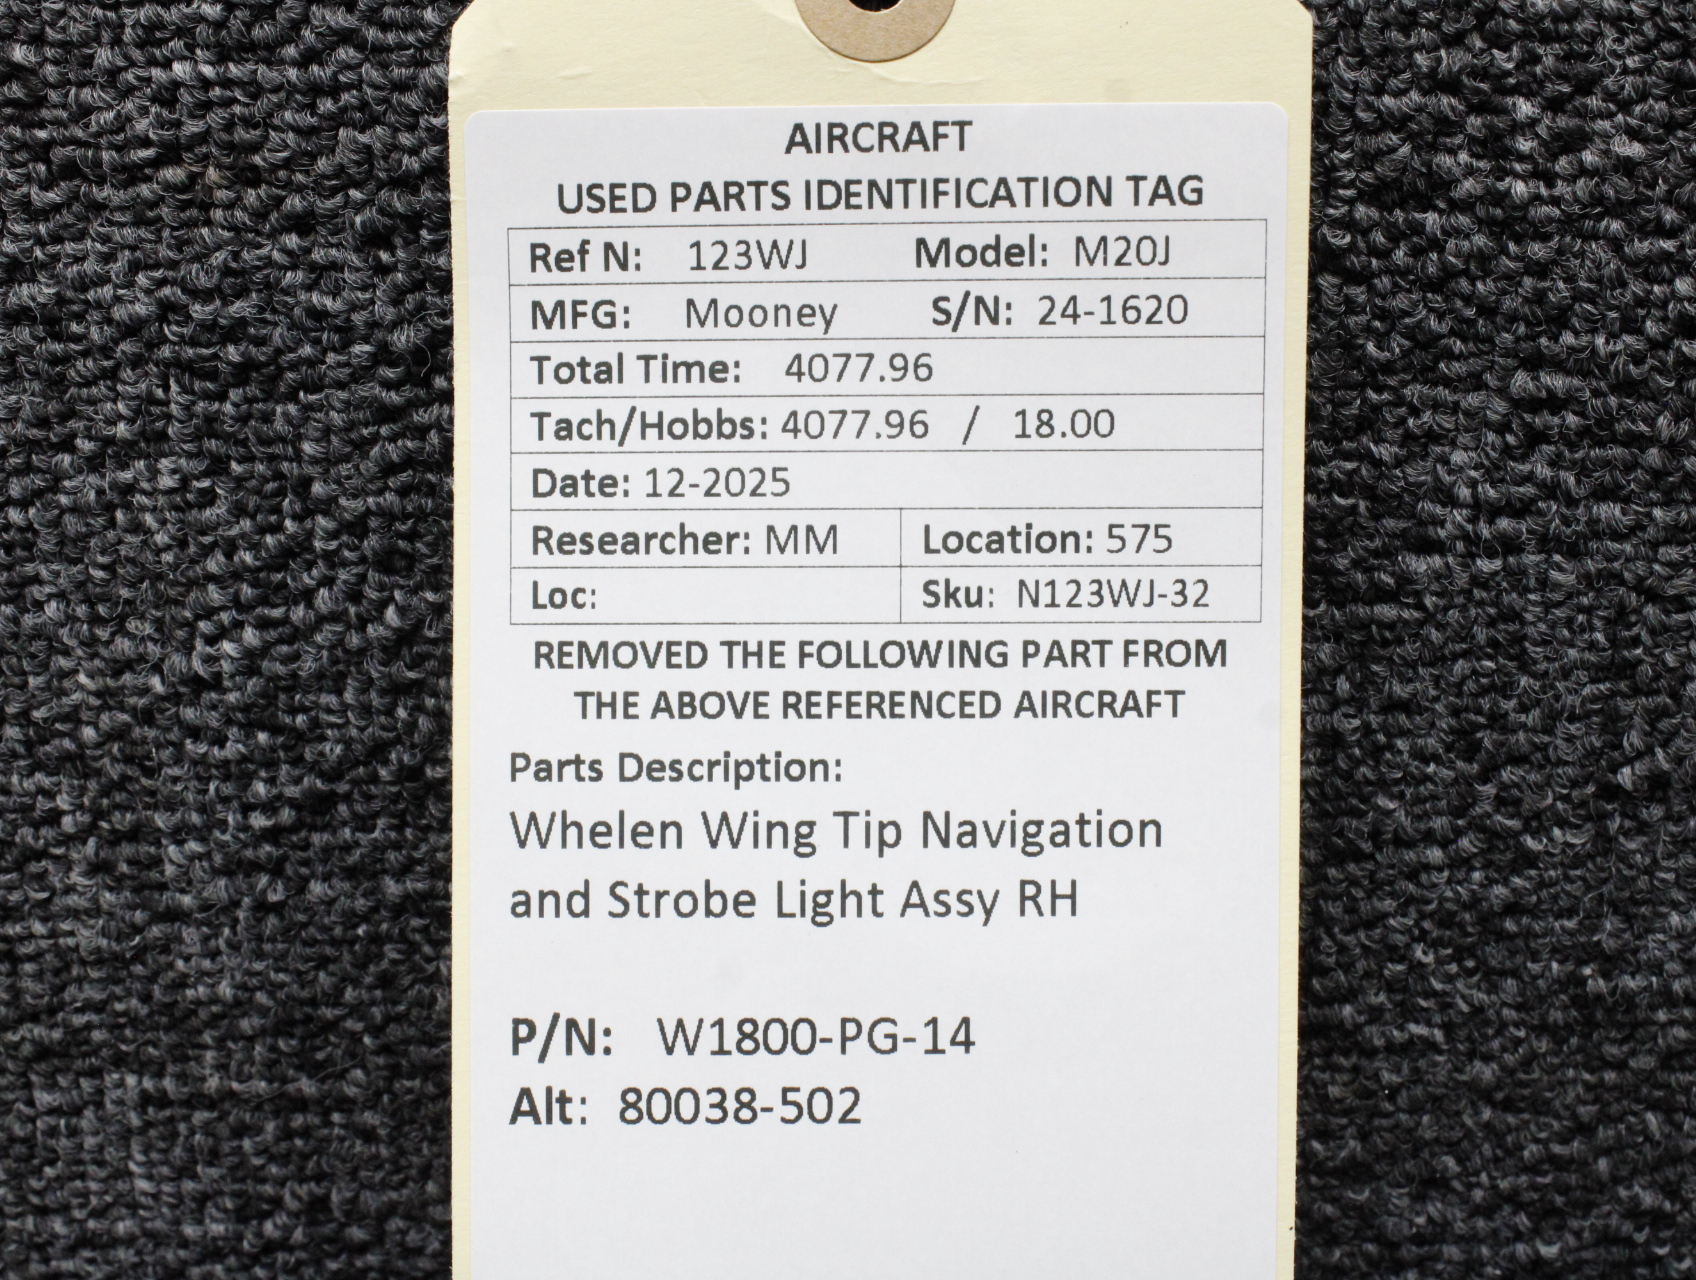 AIRCRAFT
USED PARTS IDENTIFICATION TAG
Ref N: 123WJ Model: M20J
MFG: Mooney S/N: 24-1620
Total Time: 4077.96
Tach/Hobbs: 4077.96 / 18.00
Date: 12-2025
Researcher: MM Location: 575
Loc: Sku: N123WJ-32
REMOVED THE FOLLOWING PART FROM
THE ABOVE REFERENCED AIRCRAFT
Parts Description:
Whelen Wing Tip Navigation
and Strobe Light Assy RH
P/N: W1800-PG-14
Alt: 80038-502